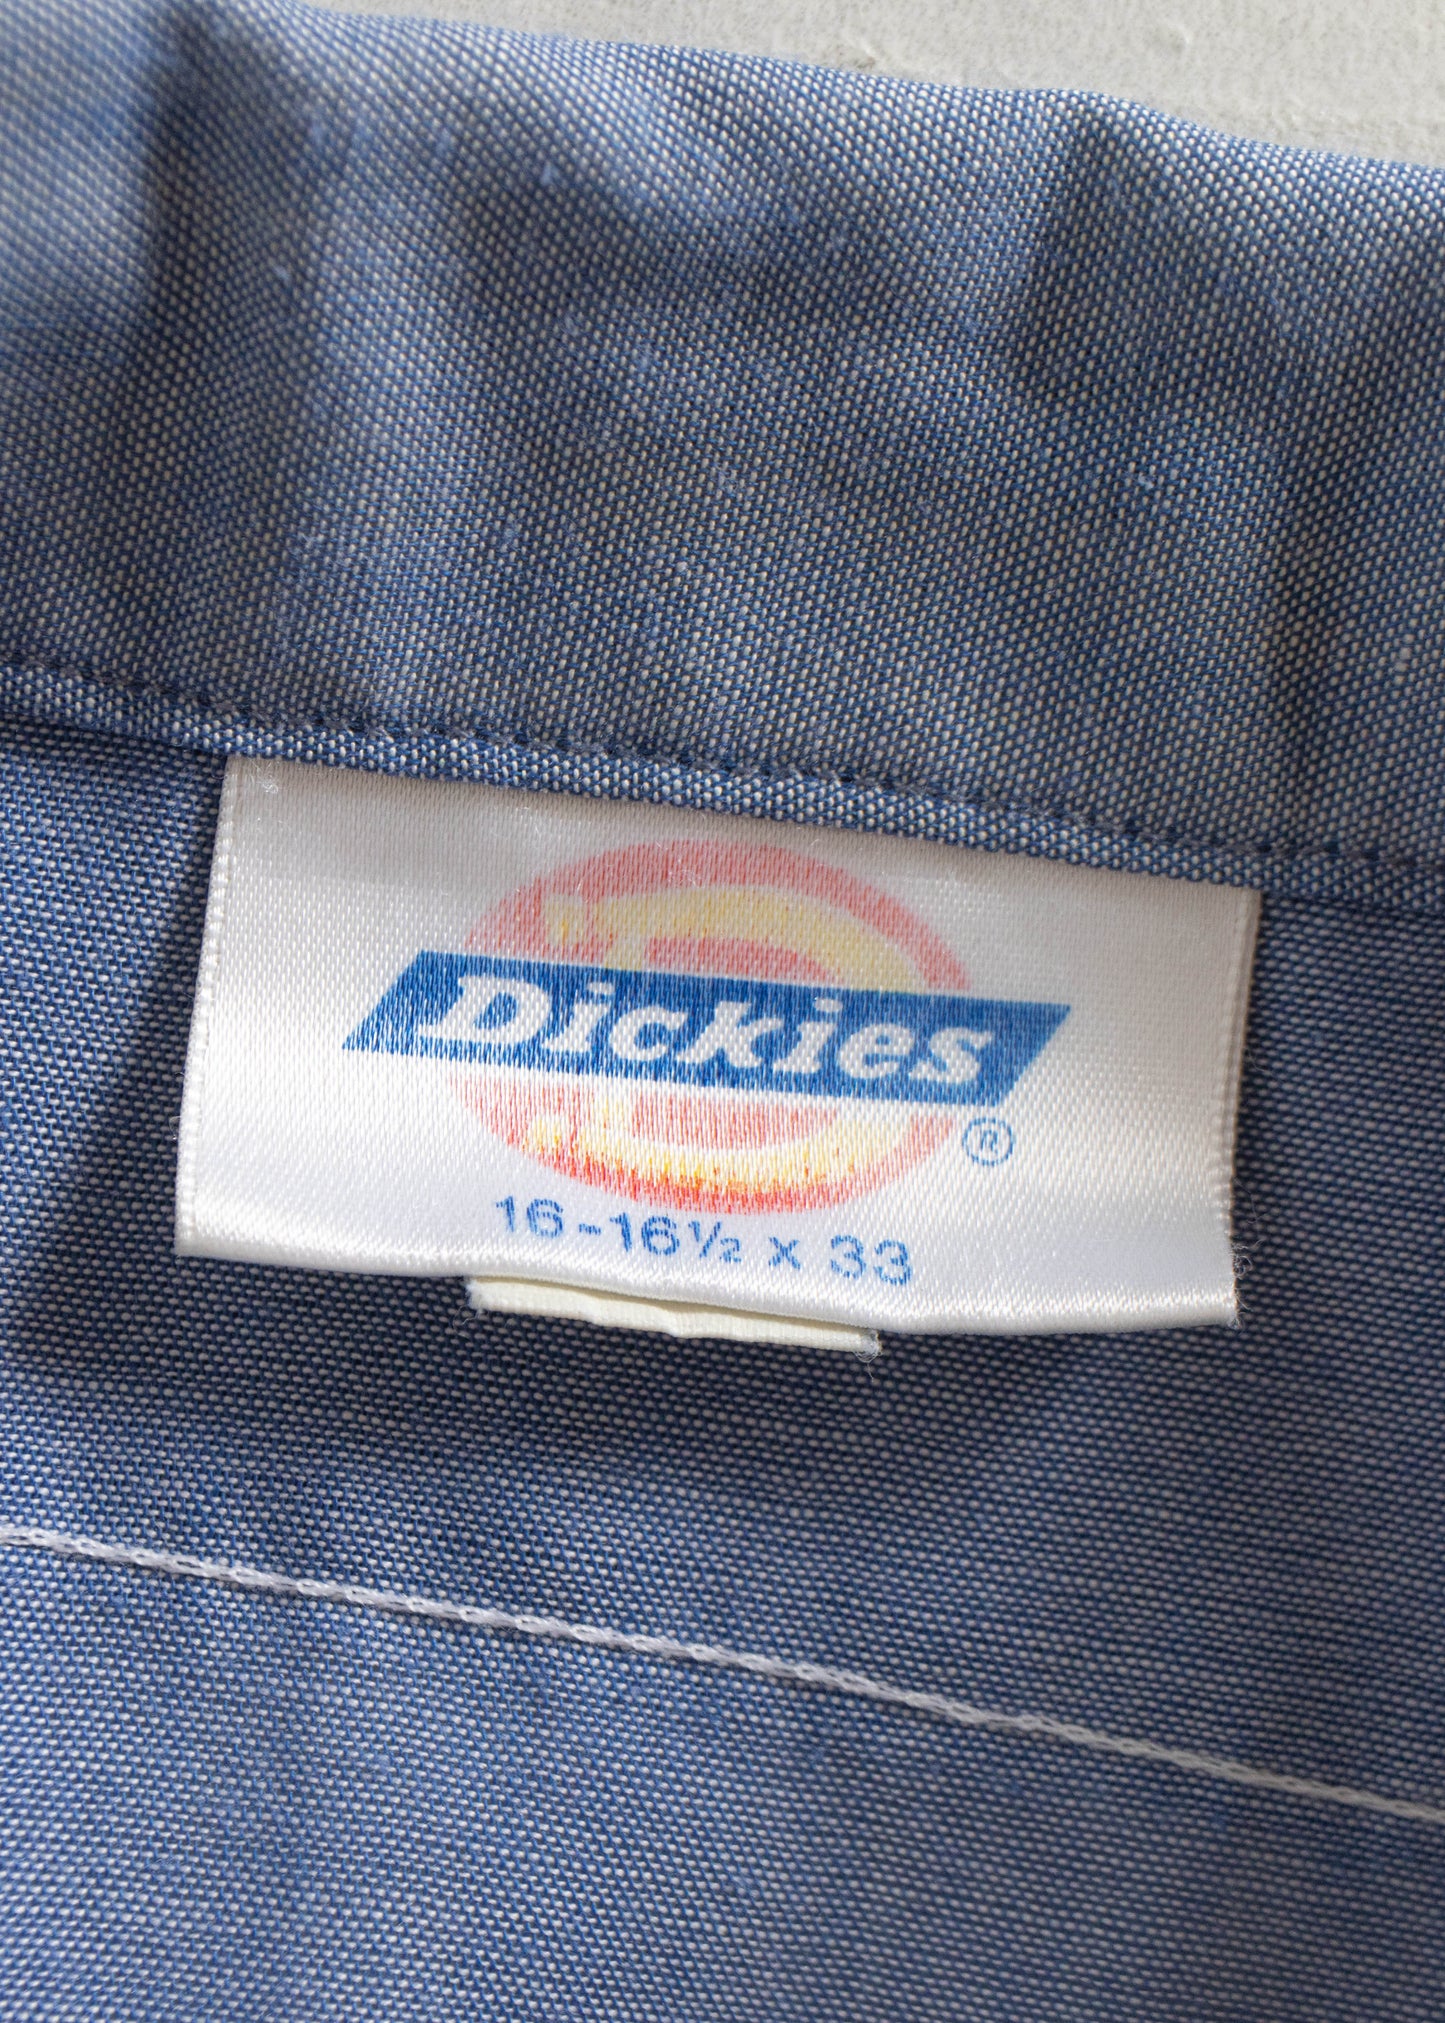 Dickies
®
16-16½ x 33